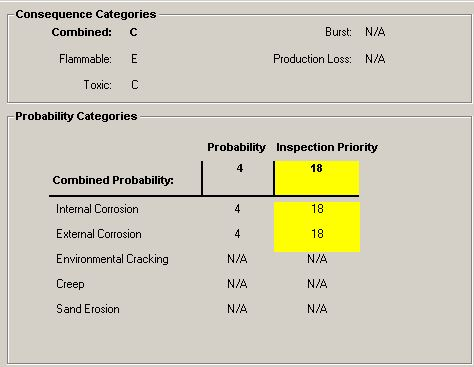 Consequence Categories
Combined: C Burst: N/A
Flammable: E Production Loss: N/A
Toxic: C
Probability Categories
Probability Inspection Priority
Combined Probability: 4 18
Internal Corrosion 4 18
External Corrosion 4 18
Environmental Cracking N/A N/A
Creep N/A N/A
Sand Erosion N/A N/A